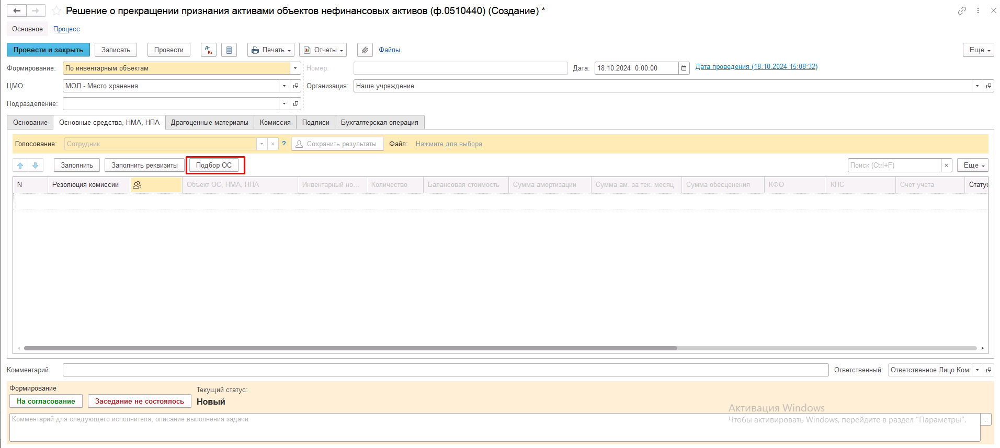 Решение о прекращении признания активами объектов нефинансовых активов (ф.0510440) (Создание) *
Основное Процесс
Провести и закрыть Записать Провести Дт Кт Печать Отчеты Файлы Еще
Формирование: По инвентарным объектам Номер: Дата: 18.10.2024 0:00:00 Дата проведения (18.10.2024 15:08:32)
ЦМО: МОЛ - Место хранения Организация: Наше учреждение
Подразделение:
Основание Основные средства, НМА, НПА Драгоценные материалы Комиссия Подписи Бухгалтерская операция
Голосование: Сотрудник ? Сохранить результаты Файл: Нажмите для выбора
Заполнить Заполнить реквизиты Подбор ОС Поиск (Ctrl+F) × Еще
N Резолюция комиссии Объект ОС, НМА, НПА Инвентарный но... Количество Балансовая стоимость Сумма амортизации Сумма ам. за тек. месяц Сумма обесценения КФО КПС Счет учета Статус
Комментарий: Ответственный: Ответственное Лицо Ком
Формирование Текущий статус:
На согласование Заседание не состоялось Новый
Активация Windows
Комментарий для следующего исполнителя, описание выполнения задачи Чтобы активировать Windows, перейдите в раздел "Параметры". ...